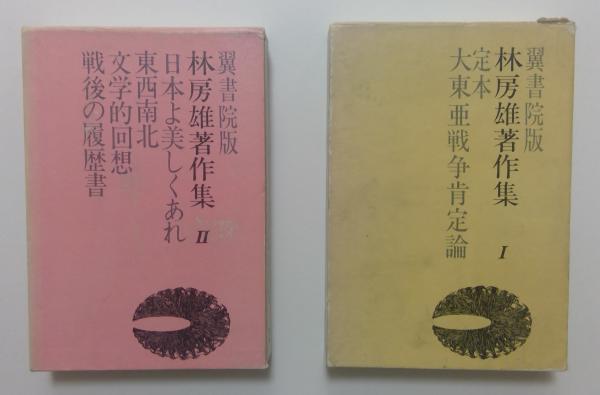 翼書院版
林房雄著作集 II
日本よ美しくあれ
東西南北
文学的回想
戦後の履歴書
翼書院版
林房雄著作集 I
定本
大東亜戦争肯定論